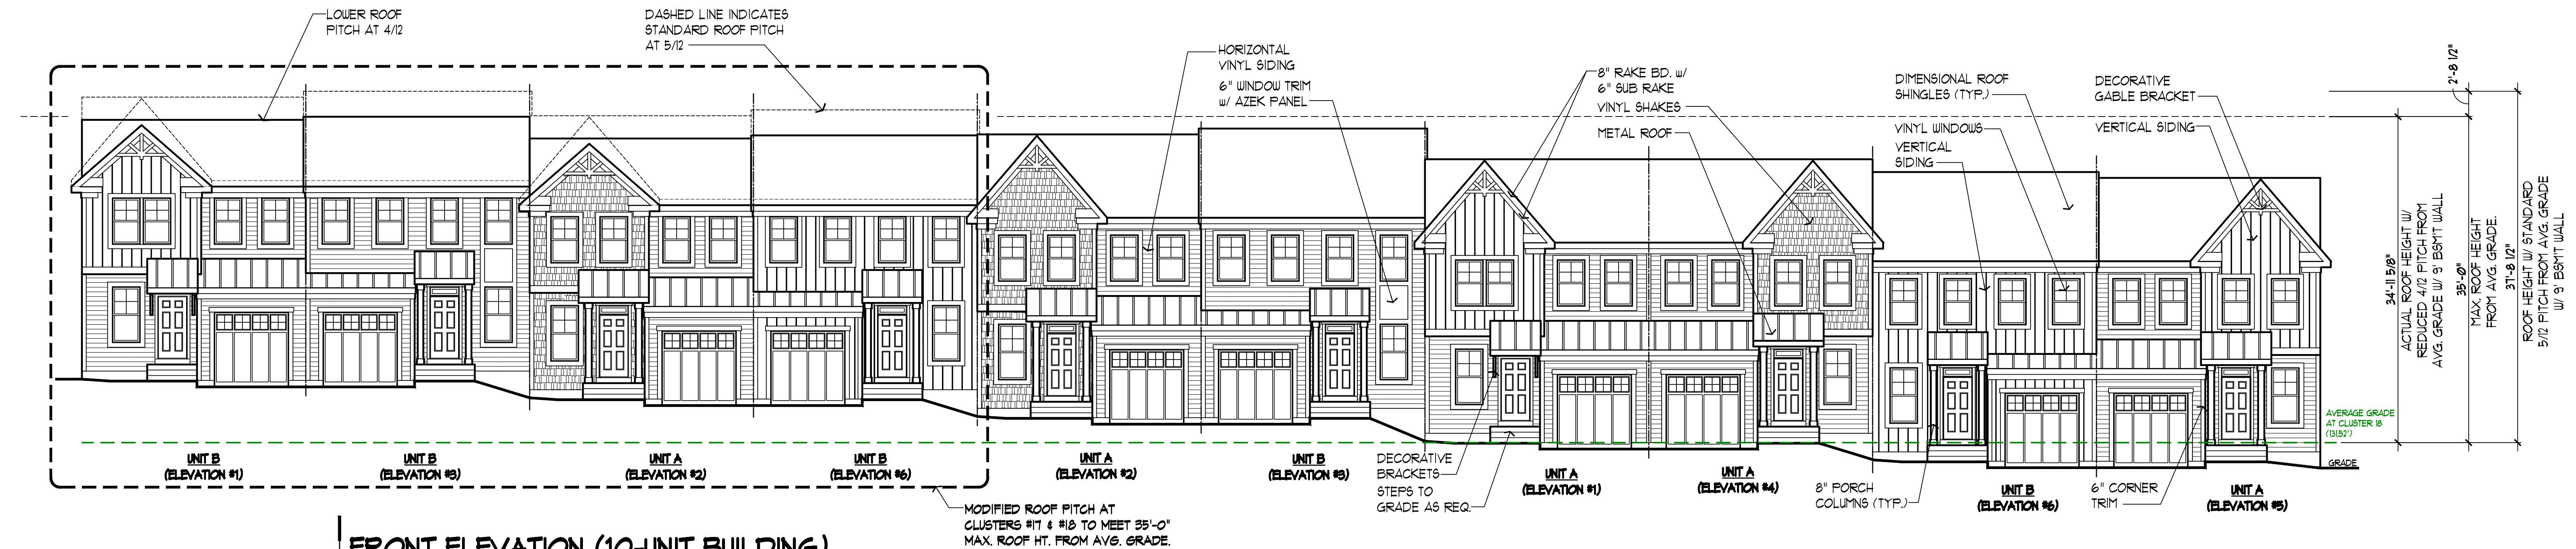 LOWER ROOF
PITCH AT 4/12
DASHED LINE INDICATES
STANDARD ROOF PITCH
AT 5/12
HORIZONTAL
VINYL SIDING
6" WINDOW TRIM
W/ AZEK PANEL
8" RAKE BD. W/
6" SUB RAKE
VINYL SHAKES
METAL ROOF
DIMENSIONAL ROOF
SHINGLES (TYP.)
VINYL WINDOWS
VERTICAL
SIDING
DECORATIVE
GABLE BRACKET
VERTICAL SIDING
2'-8 1/2"
34'-11 5/8"
ACTUAL ROOF HEIGHT W/
REDUCED 4/12 PITCH FROM
AVG. GRADE W/ 9' BSM'T WALL
35'-0"
MAX. ROOF HEIGHT
FROM AVG. GRADE.
37'-8 1/2"
ROOF HEIGHT W/ STANDARD
5/12 PITCH FROM AVG. GRADE
W/ 9' BSM'T WALL
AVERAGE GRADE
AT CLUSTER 18
(131.52')
GRADE
UNIT B
(ELEVATION #1)
UNIT B
(ELEVATION #3)
UNIT A
(ELEVATION #2)
UNIT B
(ELEVATION #6)
UNIT A
(ELEVATION #2)
UNIT B
(ELEVATION #3)
DECORATIVE
BRACKETS
STEPS TO
GRADE AS REQ.
UNIT A
(ELEVATION #1)
UNIT A
(ELEVATION #4)
8" PORCH
COLUMNS (TYP.)
UNIT B
(ELEVATION #6)
6" CORNER
TRIM
UNIT A
(ELEVATION #5)
MODIFIED ROOF PITCH AT
CLUSTERS #17 & #18 TO MEET 35'-0"
MAX. ROOF HT. FROM AVG. GRADE.
FRONT ELEVATION (10-UNIT BUILDING)